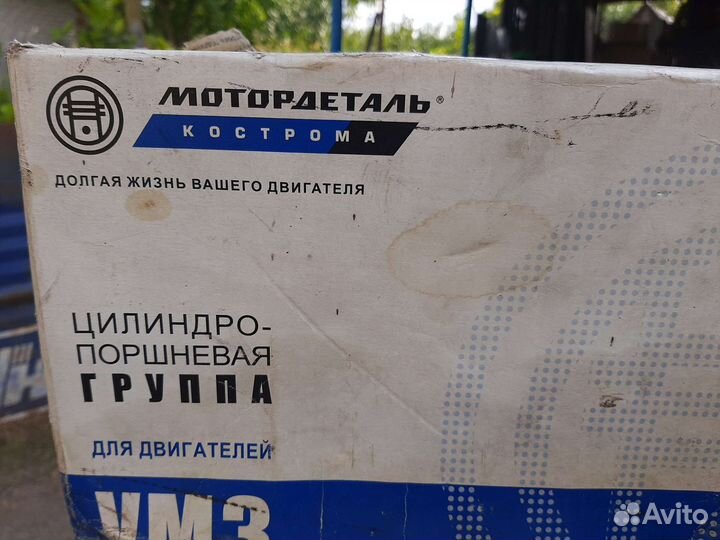 МОТОРДЕТАЛЬ®
КОСТРОМА
ДОЛГАЯ ЖИЗНЬ ВАШЕГО ДВИГАТЕЛЯ
ЦИЛИНДРО-
ПОРШНЕВАЯ
ГРУППА
ДЛЯ ДВИГАТЕЛЕЙ
УМЗ
Avito